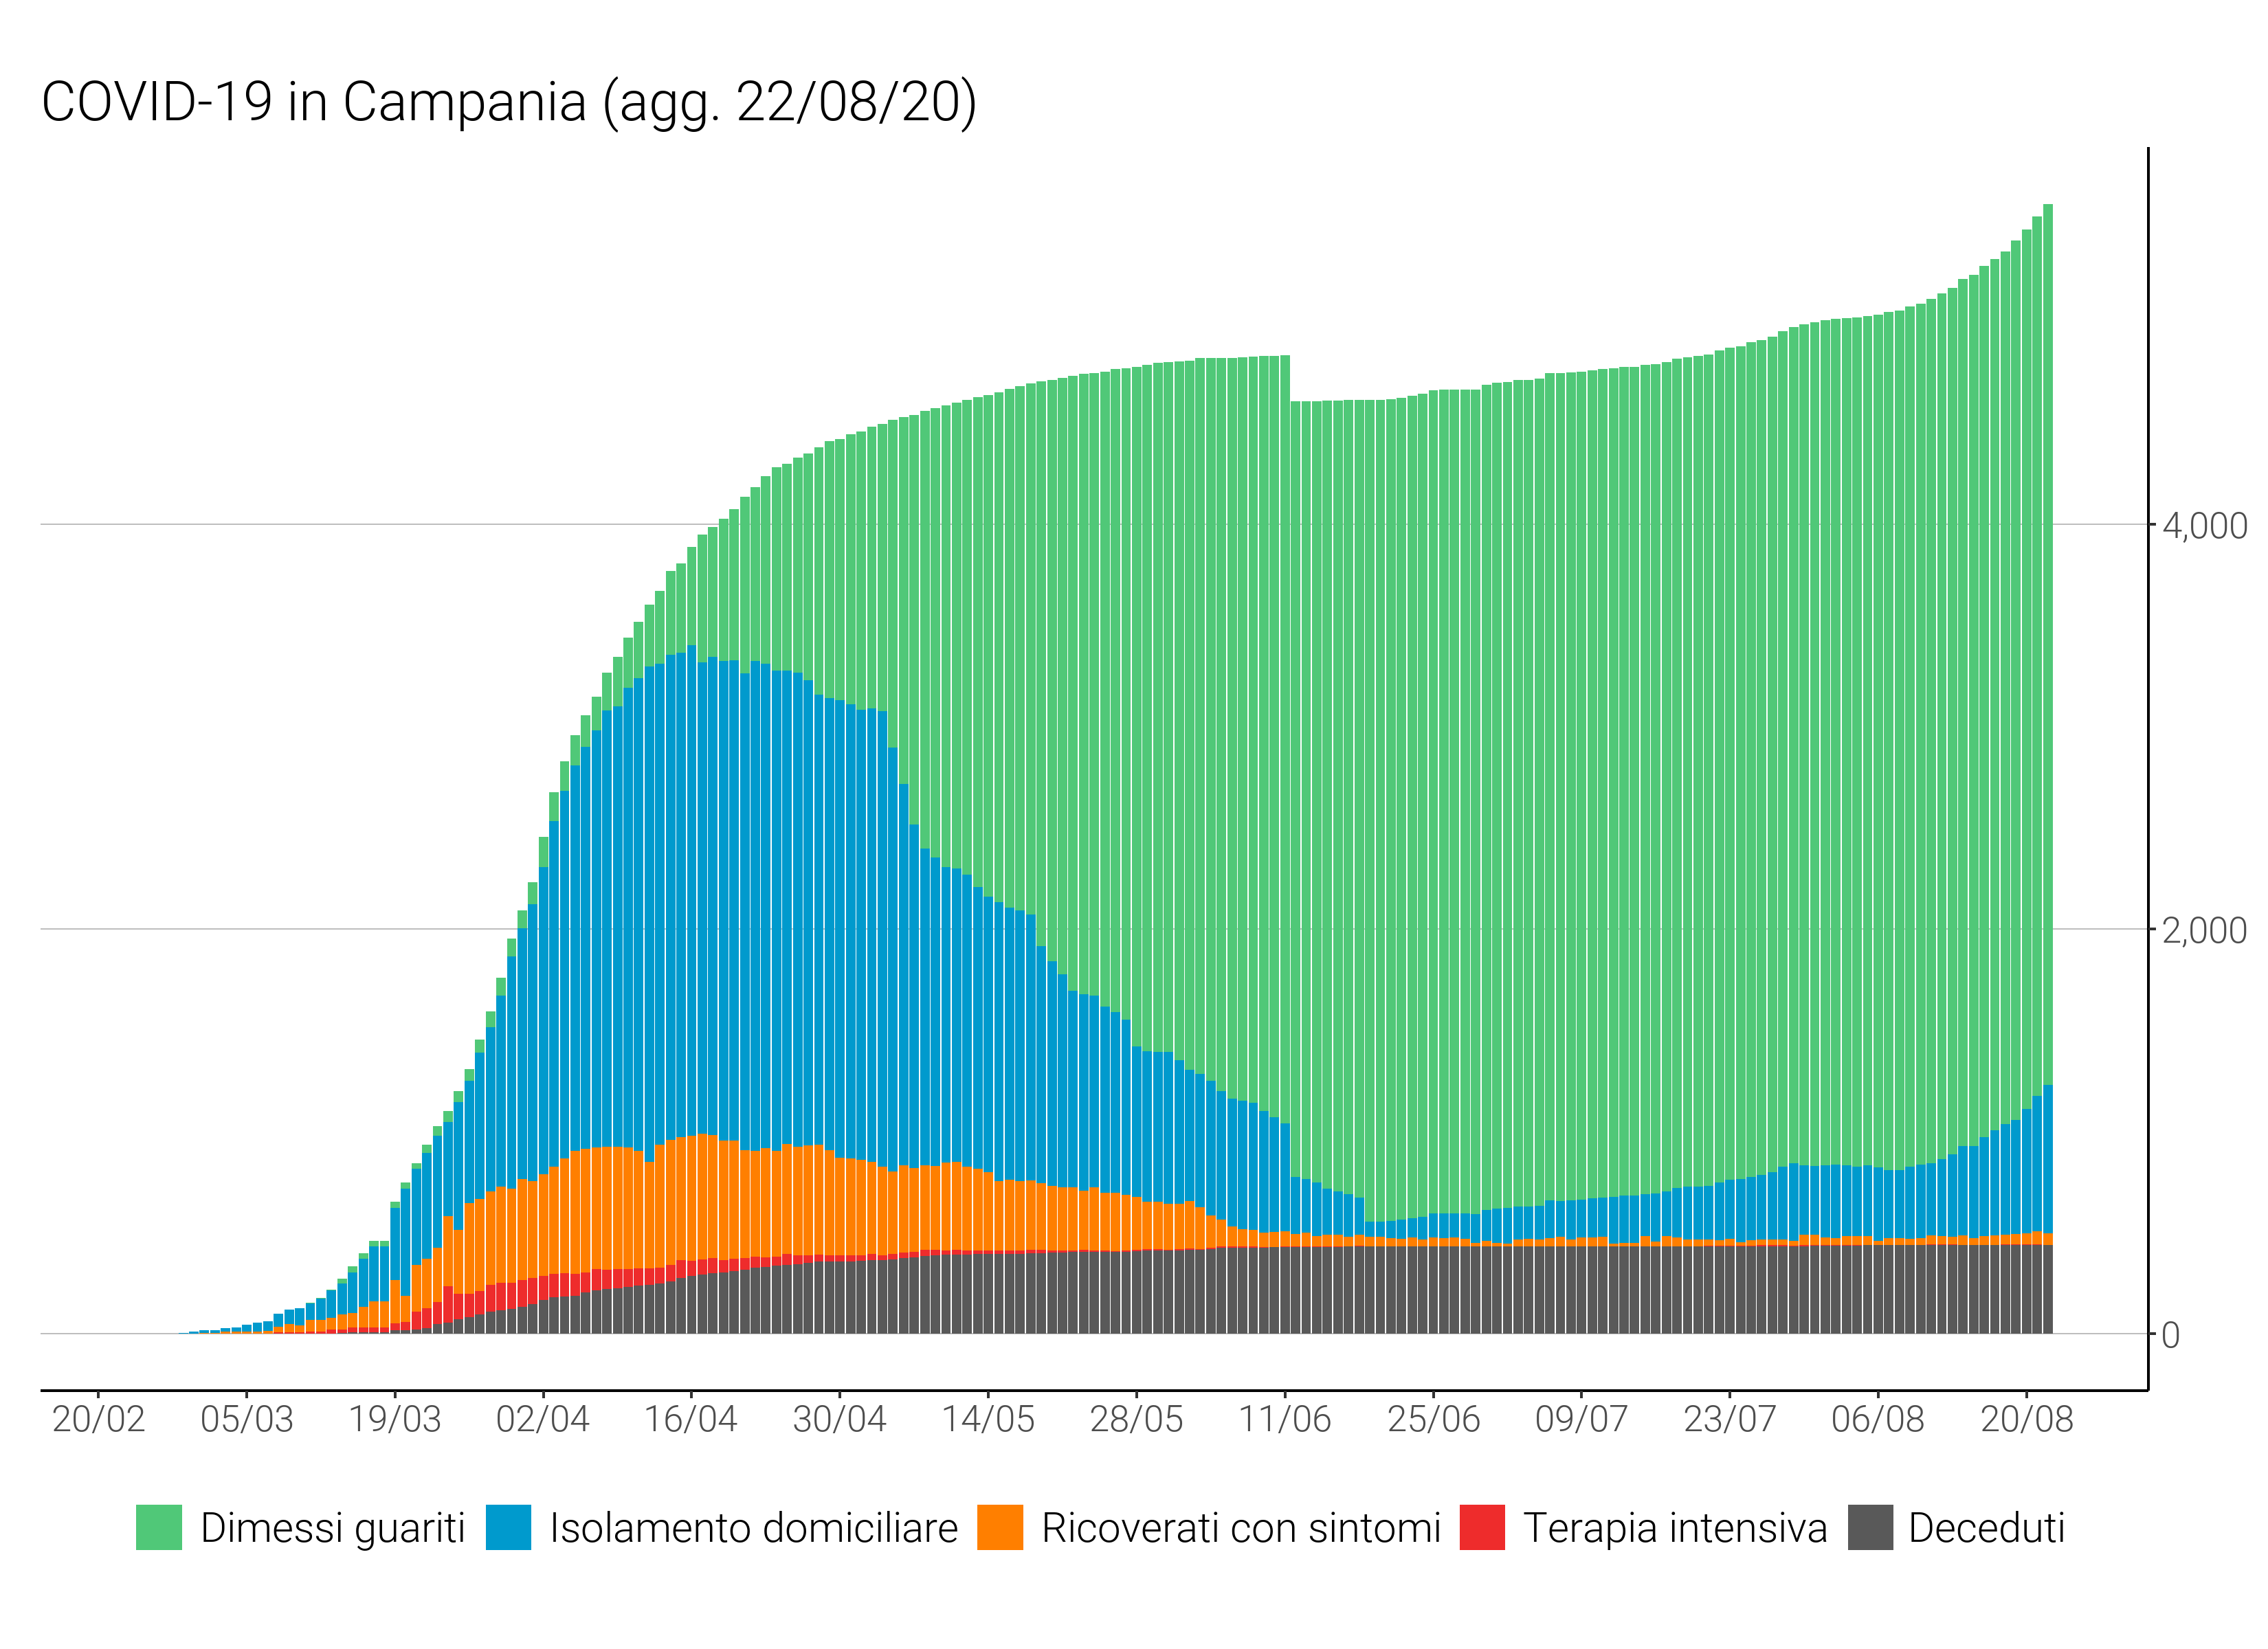 COVID-19 in Campania (agg. 22/08/20)
4,000
2,000
0
20/02 05/03 19/03 02/04 16/04 30/04 14/05 28/05 11/06 25/06 09/07 23/07 06/08 20/08
Dimessi guariti Isolamento domiciliare Ricoverati con sintomi Terapia intensiva Deceduti